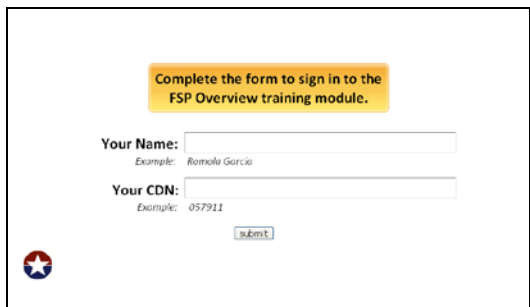 Complete the form to sign in to the
FSP Overview training module.
Your Name:
Example: Romola Garcia
Your CDN:
Example: 057911
submit